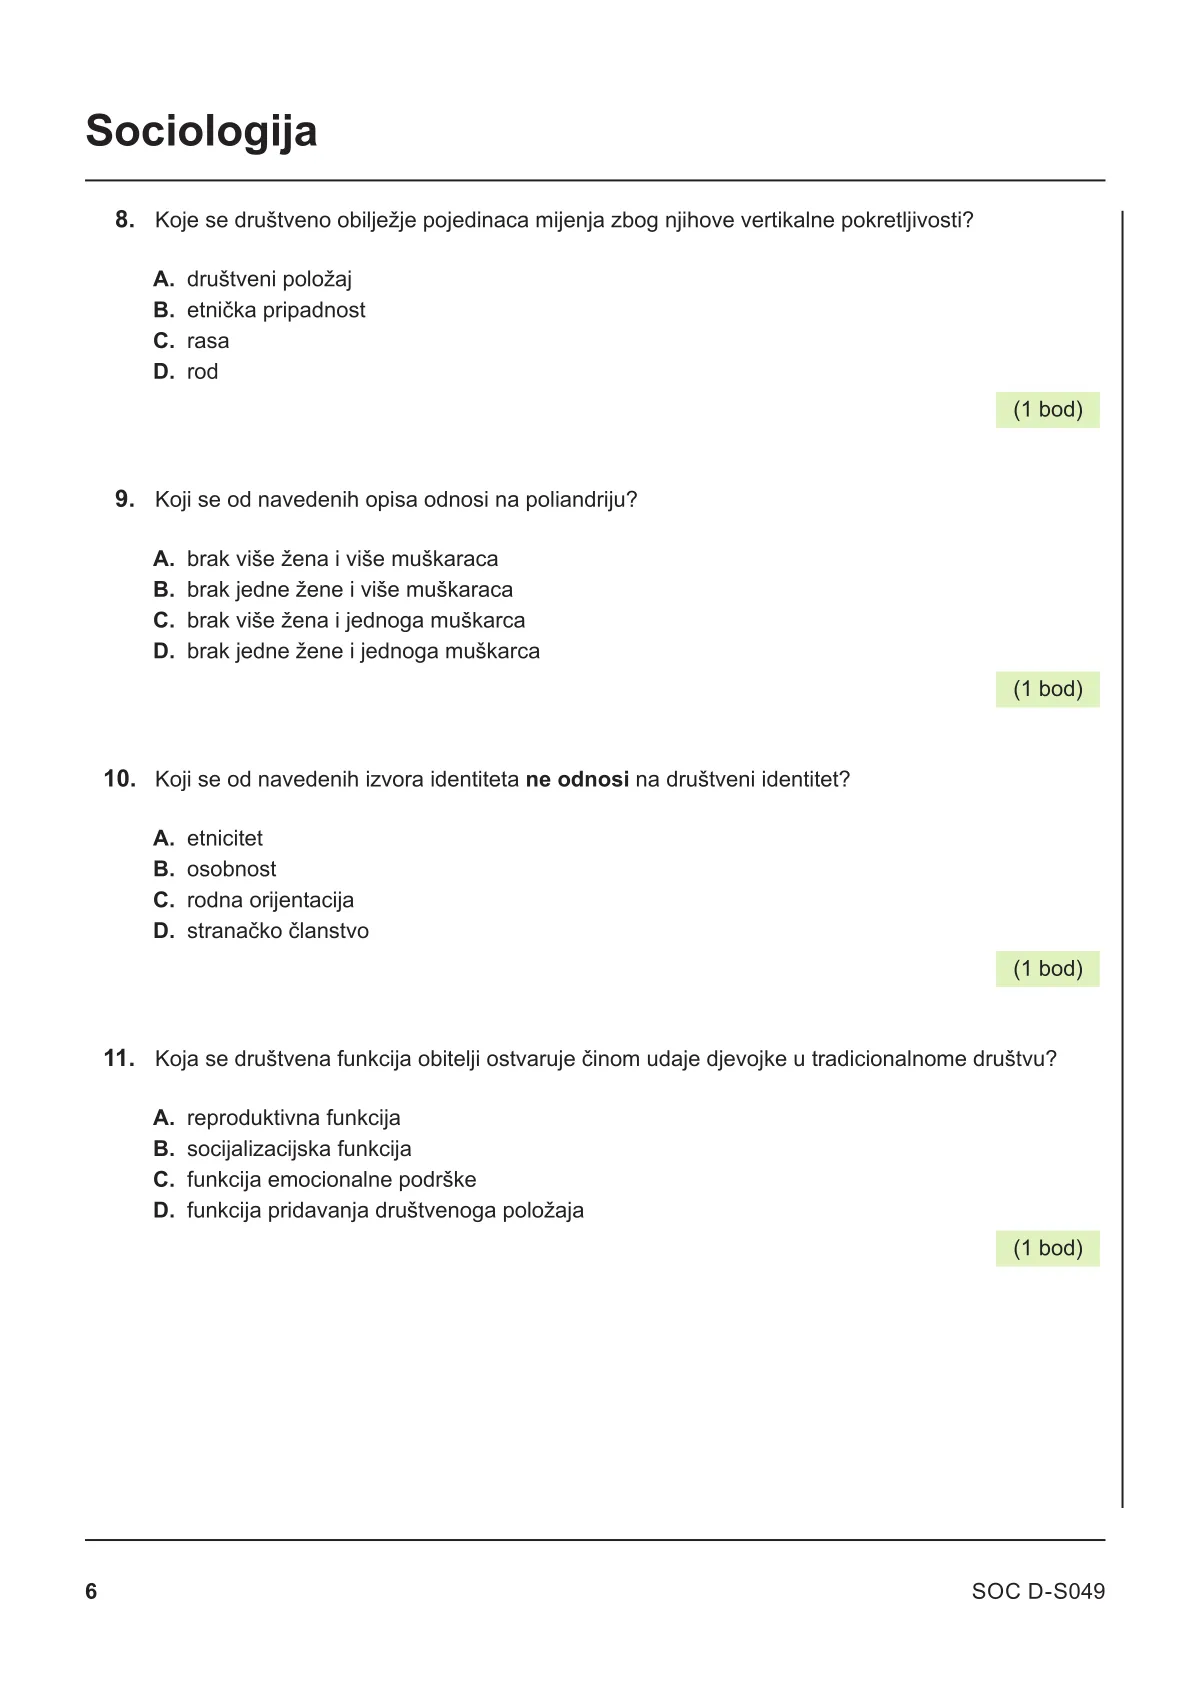 Sociologija
8. Koje se društveno obilježje pojedinaca mijenja zbog njihove vertikalne pokretljivosti?
A. društveni položaj
B. etnička pripadnost
C. rasa
D. rod
(1 bod)
9. Koji se od navedenih opisa odnosi na poliandriju?
A. brak više žena i više muškaraca
B. brak jedne žene i više muškaraca
C. brak više žena i jednoga muškarca
D. brak jedne žene i jednoga muškarca
(1 bod)
10. Koji se od navedenih izvora identiteta ne odnosi na društveni identitet?
A. etnicitet
B. osobnost
C. rodna orijentacija
D. stranačko članstvo
(1 bod)
11. Koja se društvena funkcija obitelji ostvaruje činom udaje djevojke u tradicionalnome društvu?
A. reproduktivna funkcija
B. socijalizacijska funkcija
C. funkcija emocionalne podrške
D. funkcija pridavanja društvenoga položaja
(1 bod)
6
SOC D-S049